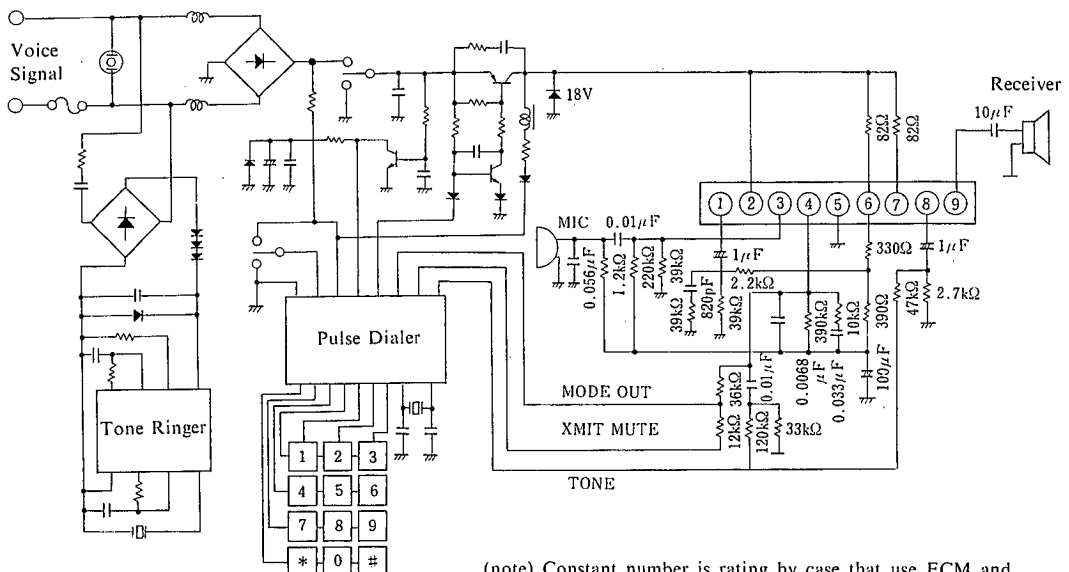 Voice
Signal
18V
82Ω
82Ω
10μF
Receiver
1
2
3
4
5
6
7
8
9
MIC
0.01μF
0.056μF
1.2kΩ
220kΩ
39kΩ
1μF
2.2kΩ
330Ω
1μF
39kΩ
820pF
39kΩ
390kΩ
10kΩ
390Ω
47kΩ
2.7kΩ
0.0068
μF
0.033μF
100μF
36kΩ
0.01μF
12kΩ
120kΩ
33kΩ
Pulse Dialer
MODE OUT
XMIT MUTE
TONE
Tone Ringer
1 2 3
4 5 6
7 8 9
* 0 #
(note) Constant number is rating by case that use ECM and